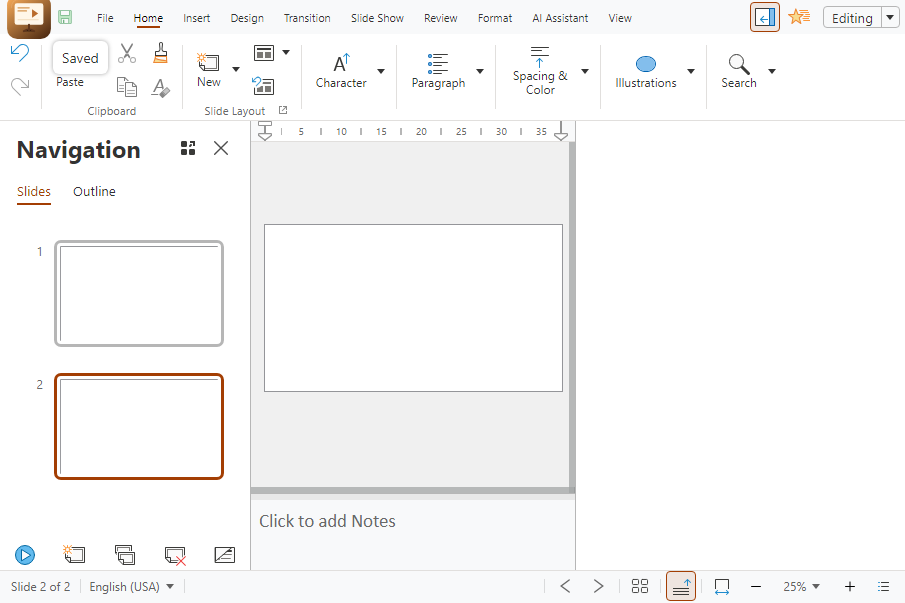 File Home Insert Design Transition Slide Show Review Format AI Assistant View Editing
Saved
Paste
Clipboard
New
Slide Layout
Character
Paragraph
Spacing &
Color
Illustrations
Search
Navigation
Slides Outline
1
2
5 10 15 20 25 30 35
Click to add Notes
Slide 2 of 2 English (USA) 25%